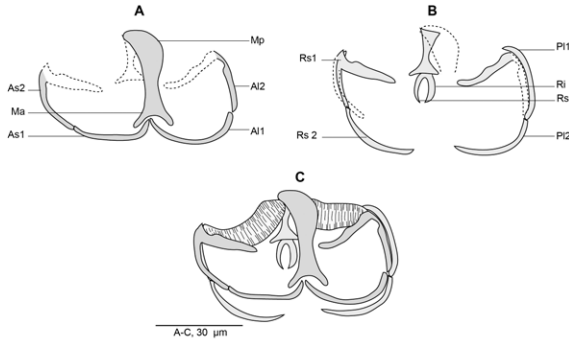 A
B
Mp
As2
Al2
Ma
As1
Al1
Rs1
Pl1
Ri
Rs
Rs 2
Pl2
C
A-C, 30 µm